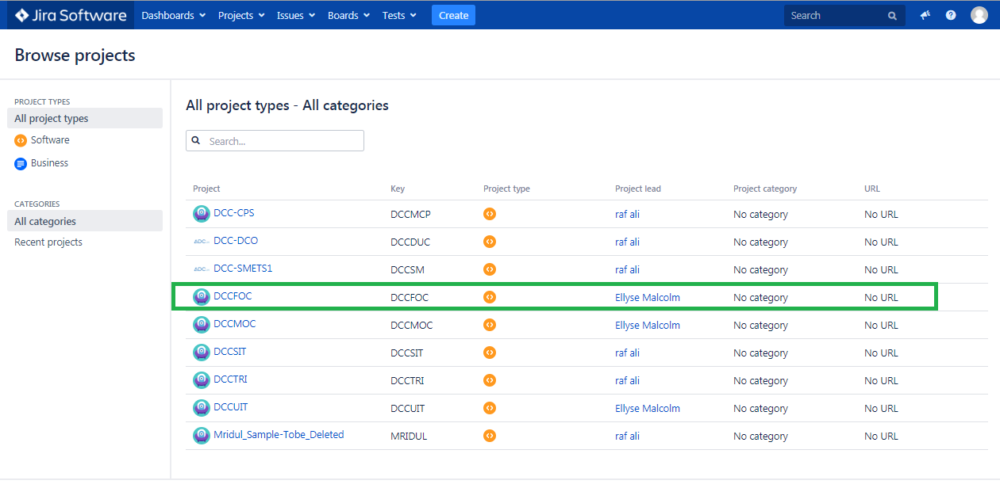 Jira Software Dashboards Projects Issues Boards Tests Create Search
Browse projects
PROJECT TYPES
All project types
Software
Business
CATEGORIES
All categories
Recent projects
All project types - All categories
Search...
Project Key Project type Project lead Project category URL
DCC-CPS DCCMCP raf ali No category No URL
DCC-DCO DCCDUC raf ali No category No URL
DCC-SMETS1 DCCSM raf ali No category No URL
DCCFOC DCCFOC Ellyse Malcolm No category No URL
DCCMOC DCCMOC Ellyse Malcolm No category No URL
DCCSIT DCCSIT raf ali No category No URL
DCCTRI DCCTRI raf ali No category No URL
DCCUIT DCCUIT Ellyse Malcolm No category No URL
Mridul_Sample-Tobe_Deleted MRIDUL raf ali No category No URL